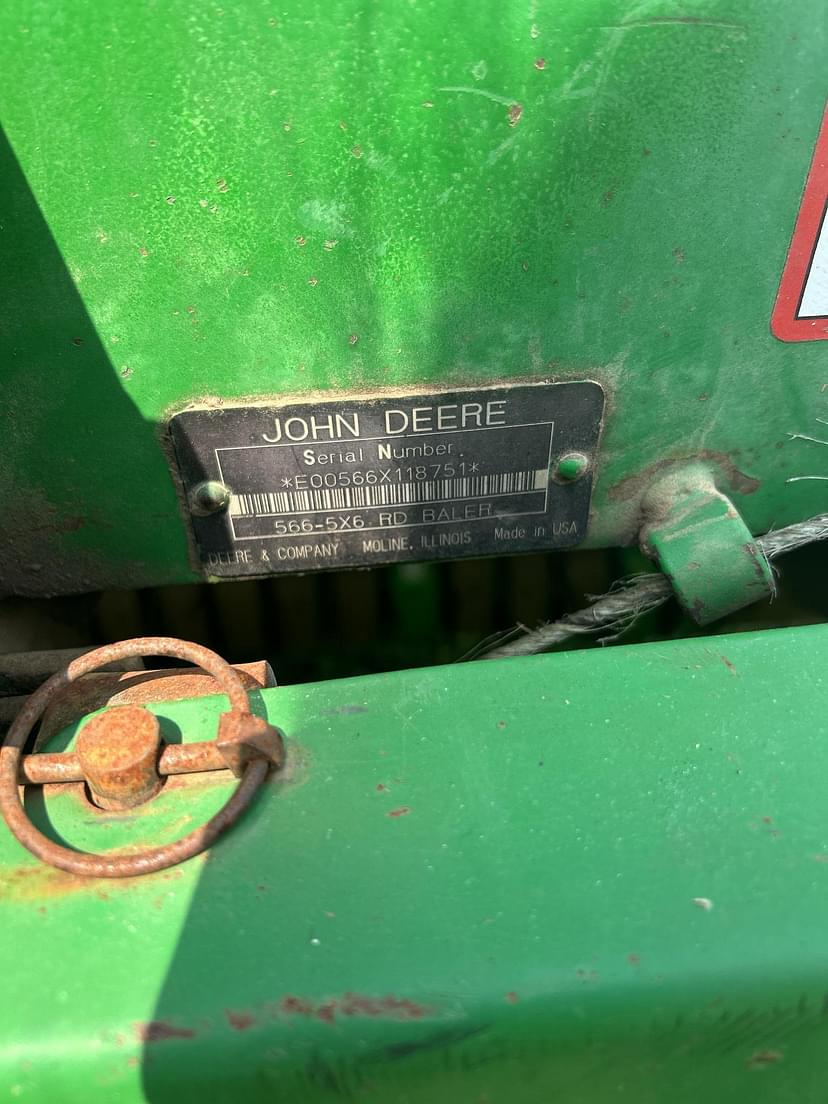 JOHN DEERE
Serial Number
*E00566X118751*
566-5X6 RD BALER
DEERE & COMPANY MOLINE, ILLINOIS Made in USA